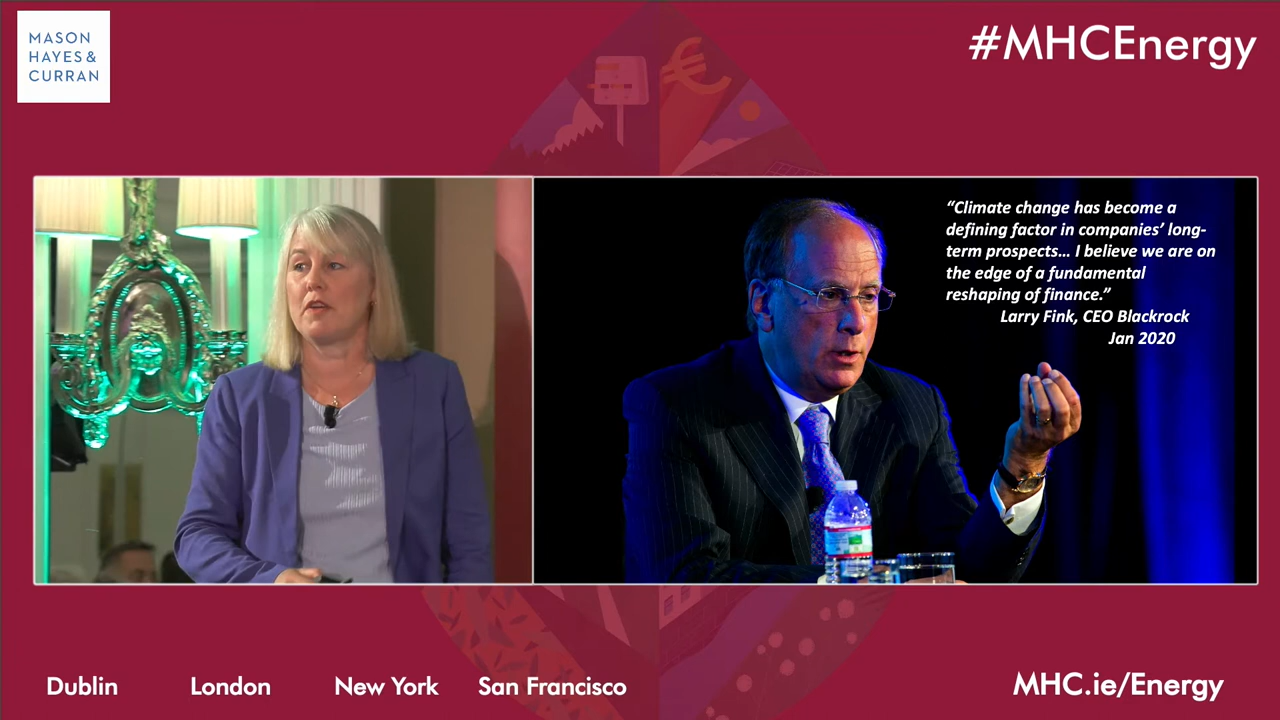 MASON
HAYES &
CURRAN
#MHCEnergy
“Climate change has become a
defining factor in companies’ long-
term prospects... I believe we are on
the edge of a fundamental
reshaping of finance.”
Larry Fink, CEO Blackrock
Jan 2020
Dublin
London
New York
San Francisco
MHC.ie/Energy